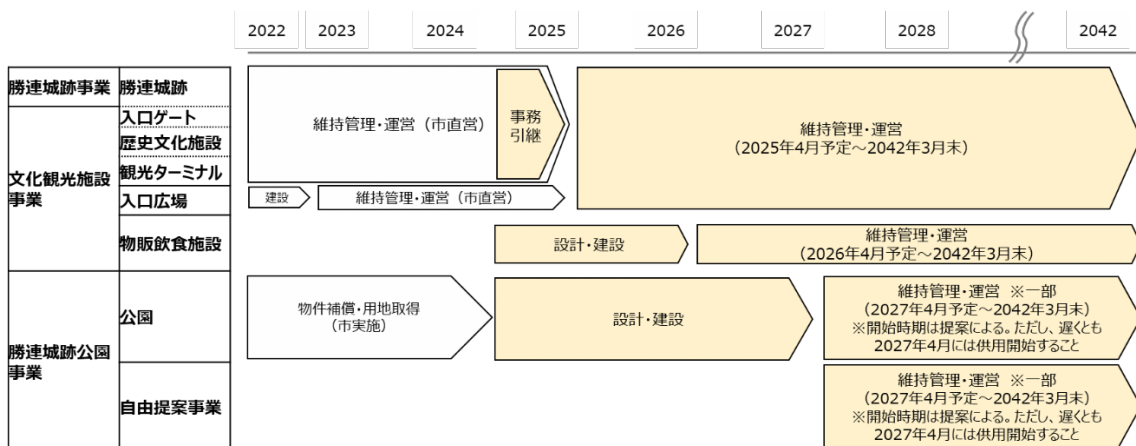 2022 2023 2024 2025 2026 2027 2028 2042
勝連城跡事業 勝連城跡
文化観光施設
事業
入口ゲート
歴史文化施設
観光ターミナル
入口広場
物販飲食施設
維持管理・運営（市直営）
事務
引継
維持管理・運営
（2025年4月予定～2042年3月末）
建設
維持管理・運営（市直営）
設計・建設
維持管理・運営
（2026年4月予定～2042年3月末）
勝連城跡公園
事業
公園
物件補償・用地取得
（市実施）
設計・建設
維持管理・運営 ※一部
（2027年4月予定～2042年3月末）
※開始時期は提案による。ただし、遅くとも
2027年4月には供用開始すること
自由提案事業
維持管理・運営 ※一部
（2027年4月予定～2042年3月末）
※開始時期は提案による。ただし、遅くとも
2027年4月には供用開始すること